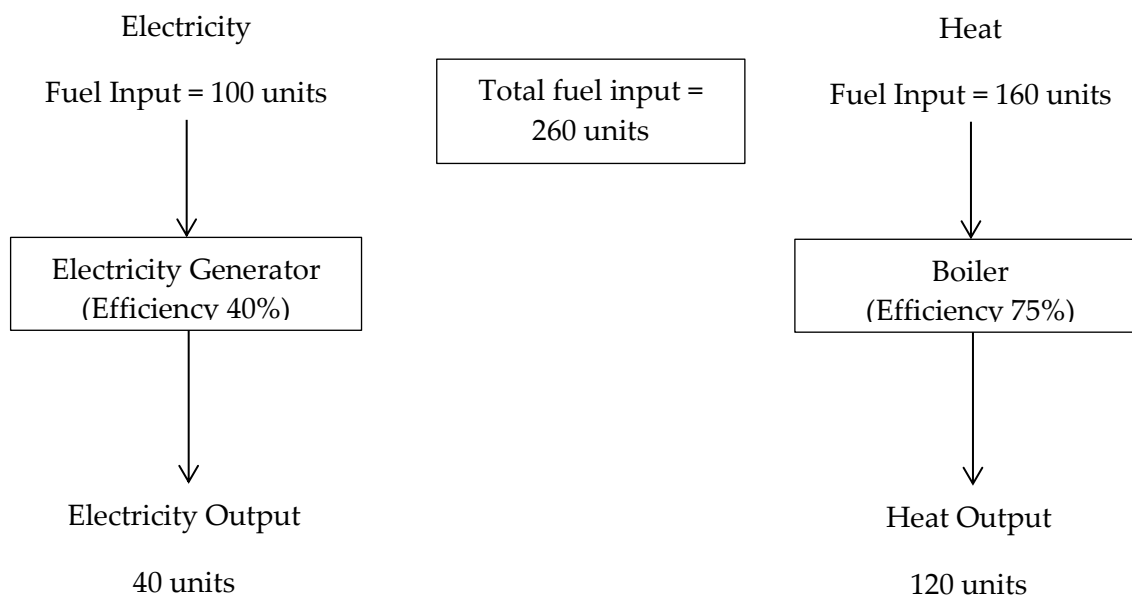 Electricity
Fuel Input = 100 units
Electricity Generator
(Efficiency 40%)
Electricity Output
40 units
Total fuel input =
260 units
Heat
Fuel Input = 160 units
Boiler
(Efficiency 75%)
Heat Output
120 units